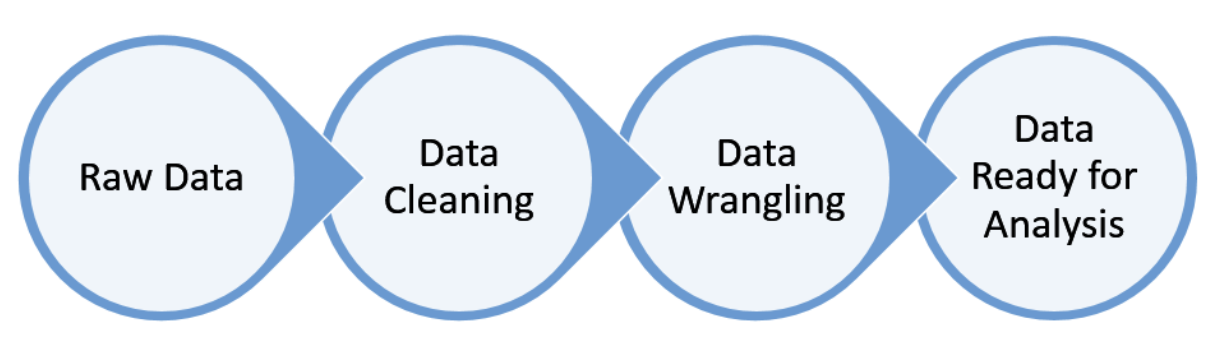 Raw Data
Data
Cleaning
Data
Wrangling
Data
Ready for
Analysis